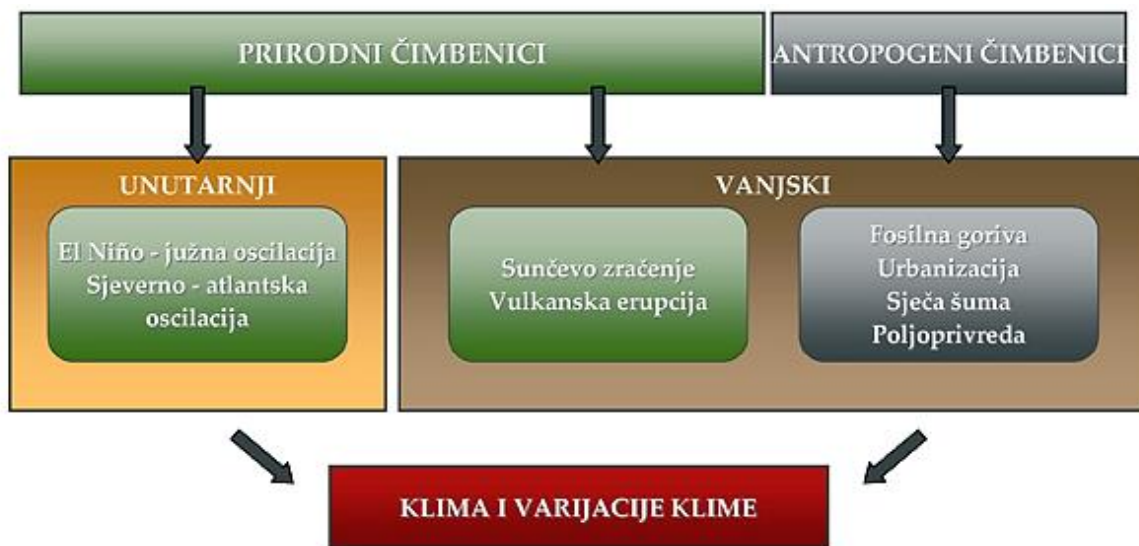 PRIRODNI ČIMBENICI
ANTROPOGENI ČIMBENICI
UNUTARNJI
El Niño - južna oscilacija
Sjeverno - atlantska
oscilacija
VANJSKI
Sunčevo zračenje
Vulkanska erupcija
Fosilna goriva
Urbanizacija
Sječa šuma
Poljoprivreda
KLIMA I VARIJACIJE KLIME